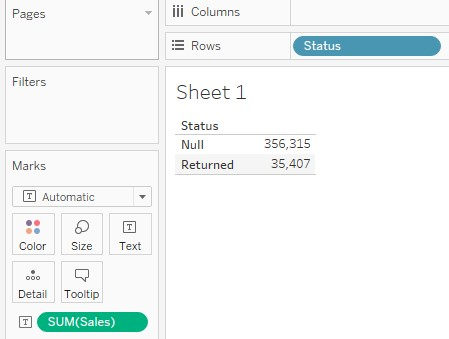 Pages
Columns
Rows
Status
Filters
Sheet 1
Status
Null 356,315
Returned 35,407
Marks
T Automatic
Color Size T Text
Detail Tooltip
T SUM(Sales)